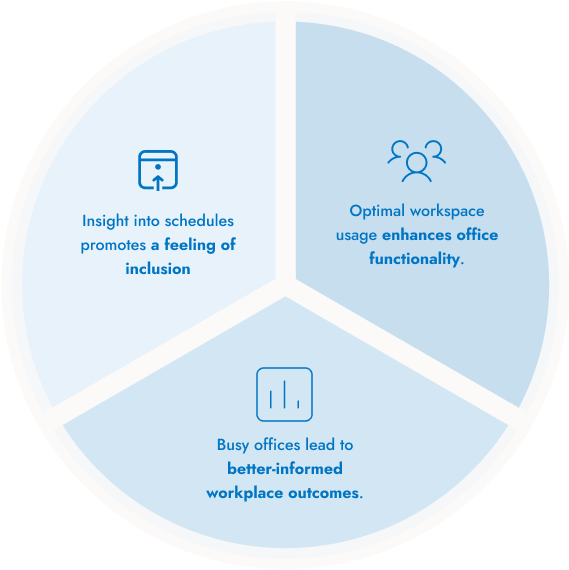 Insight into schedules
promotes a feeling of
inclusion
Optimal workspace
usage enhances office
functionality.
Busy offices lead to
better-informed
workplace outcomes.